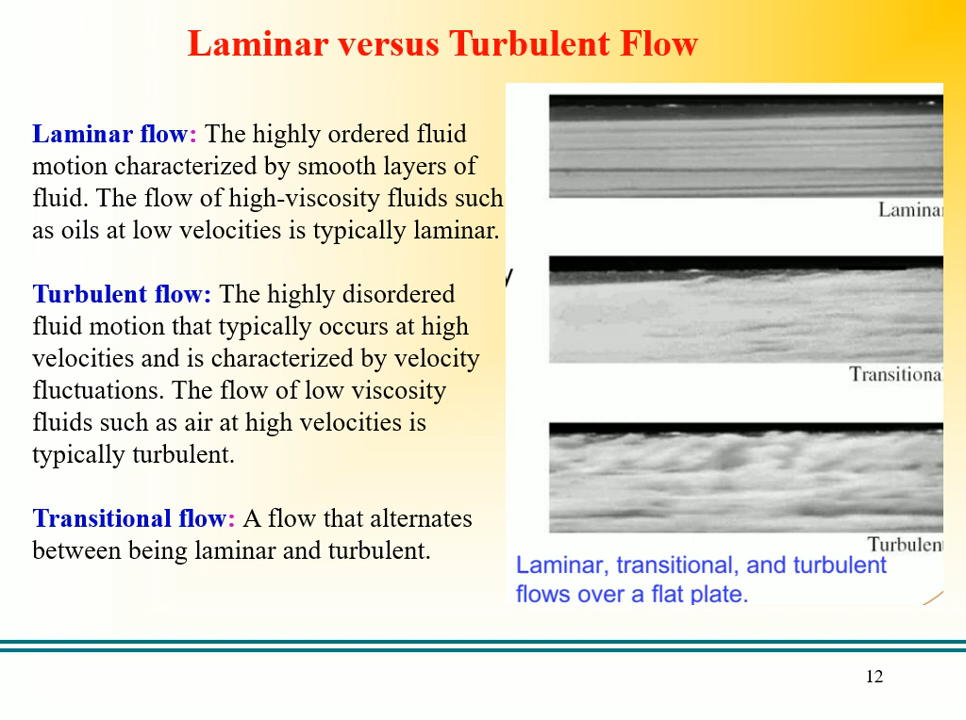 Laminar versus Turbulent Flow
Laminar flow: The highly ordered fluid
motion characterized by smooth layers of
fluid. The flow of high-viscosity fluids such
as oils at low velocities is typically laminar.
Turbulent flow: The highly disordered
fluid motion that typically occurs at high
velocities and is characterized by velocity
fluctuations. The flow of low viscosity
fluids such as air at high velocities is
typically turbulent.
Transitional flow: A flow that alternates
between being laminar and turbulent.
y
Lamina
Transitiona
Turbulent
Laminar, transitional, and turbulent
flows over a flat plate.
12